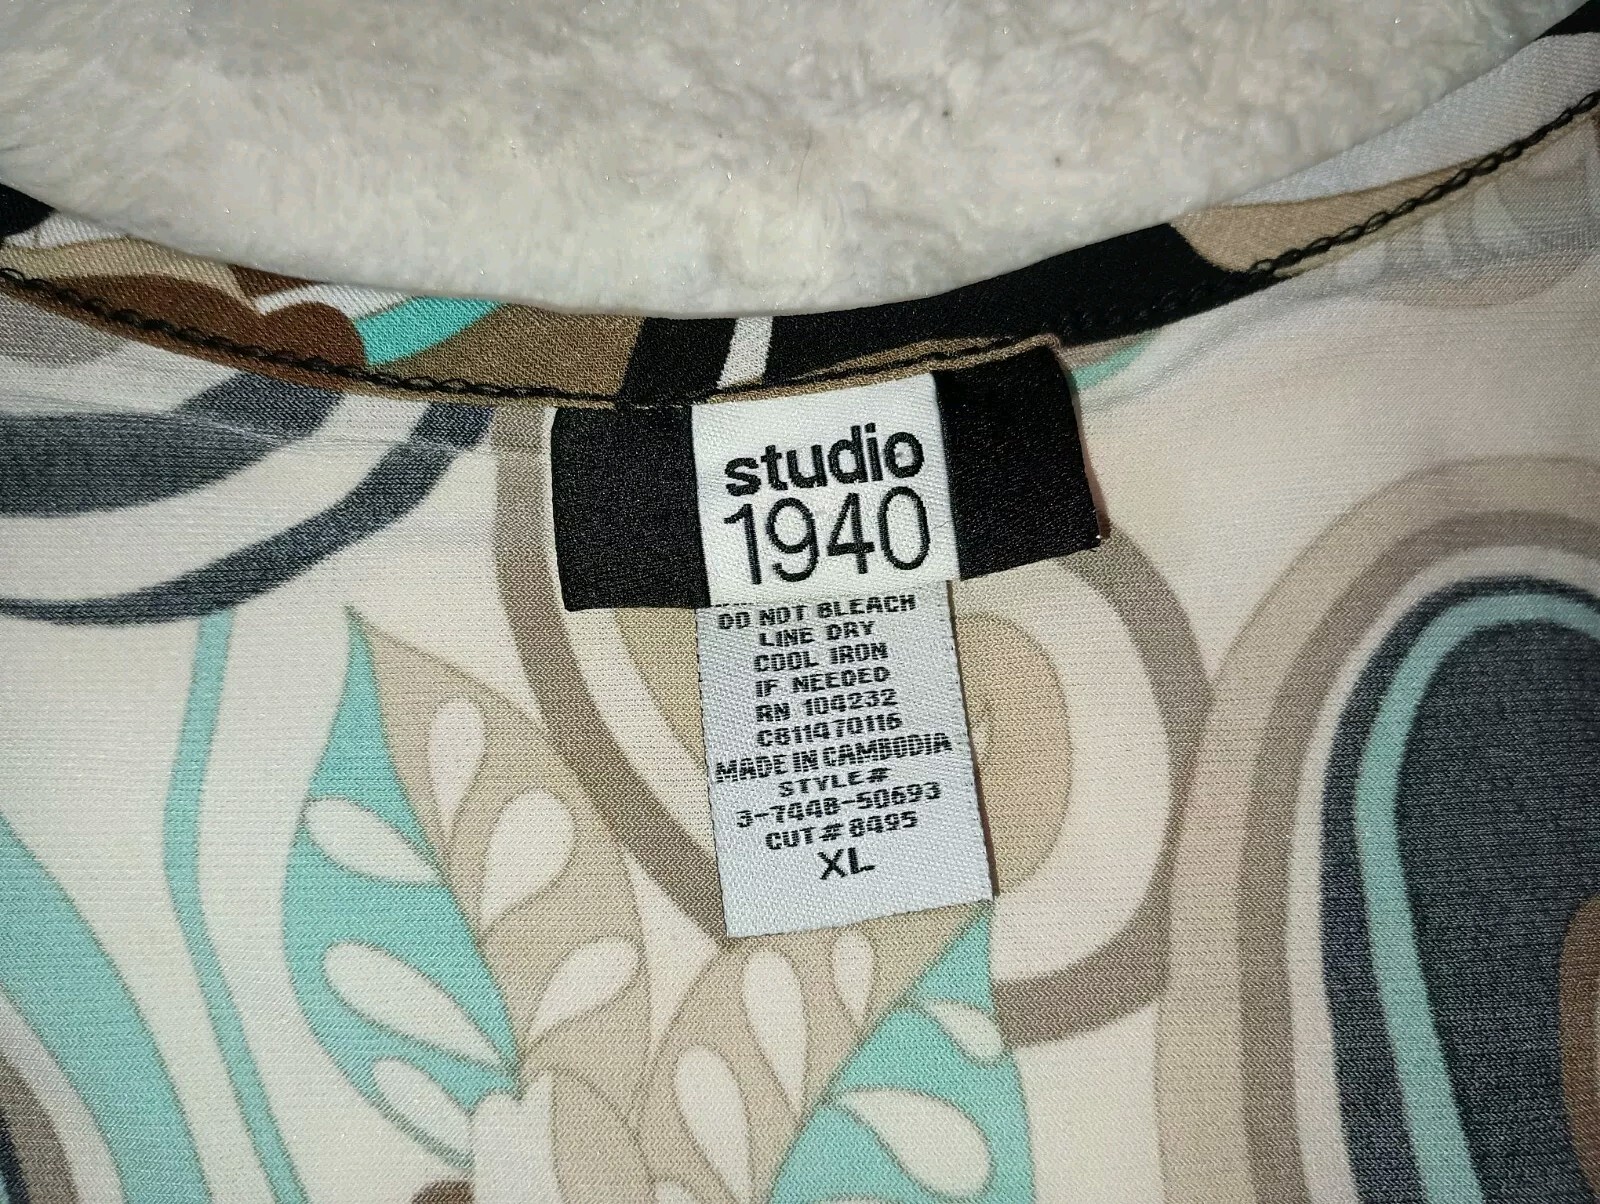 studio
1940
DO NOT BLEACH
LINE DRY
COOL IRON
IF NEEDED
RN 104232
C811470116
MADE IN CAMBODIA
STYLE#
3-7448-50693
CUT# 8495
XL